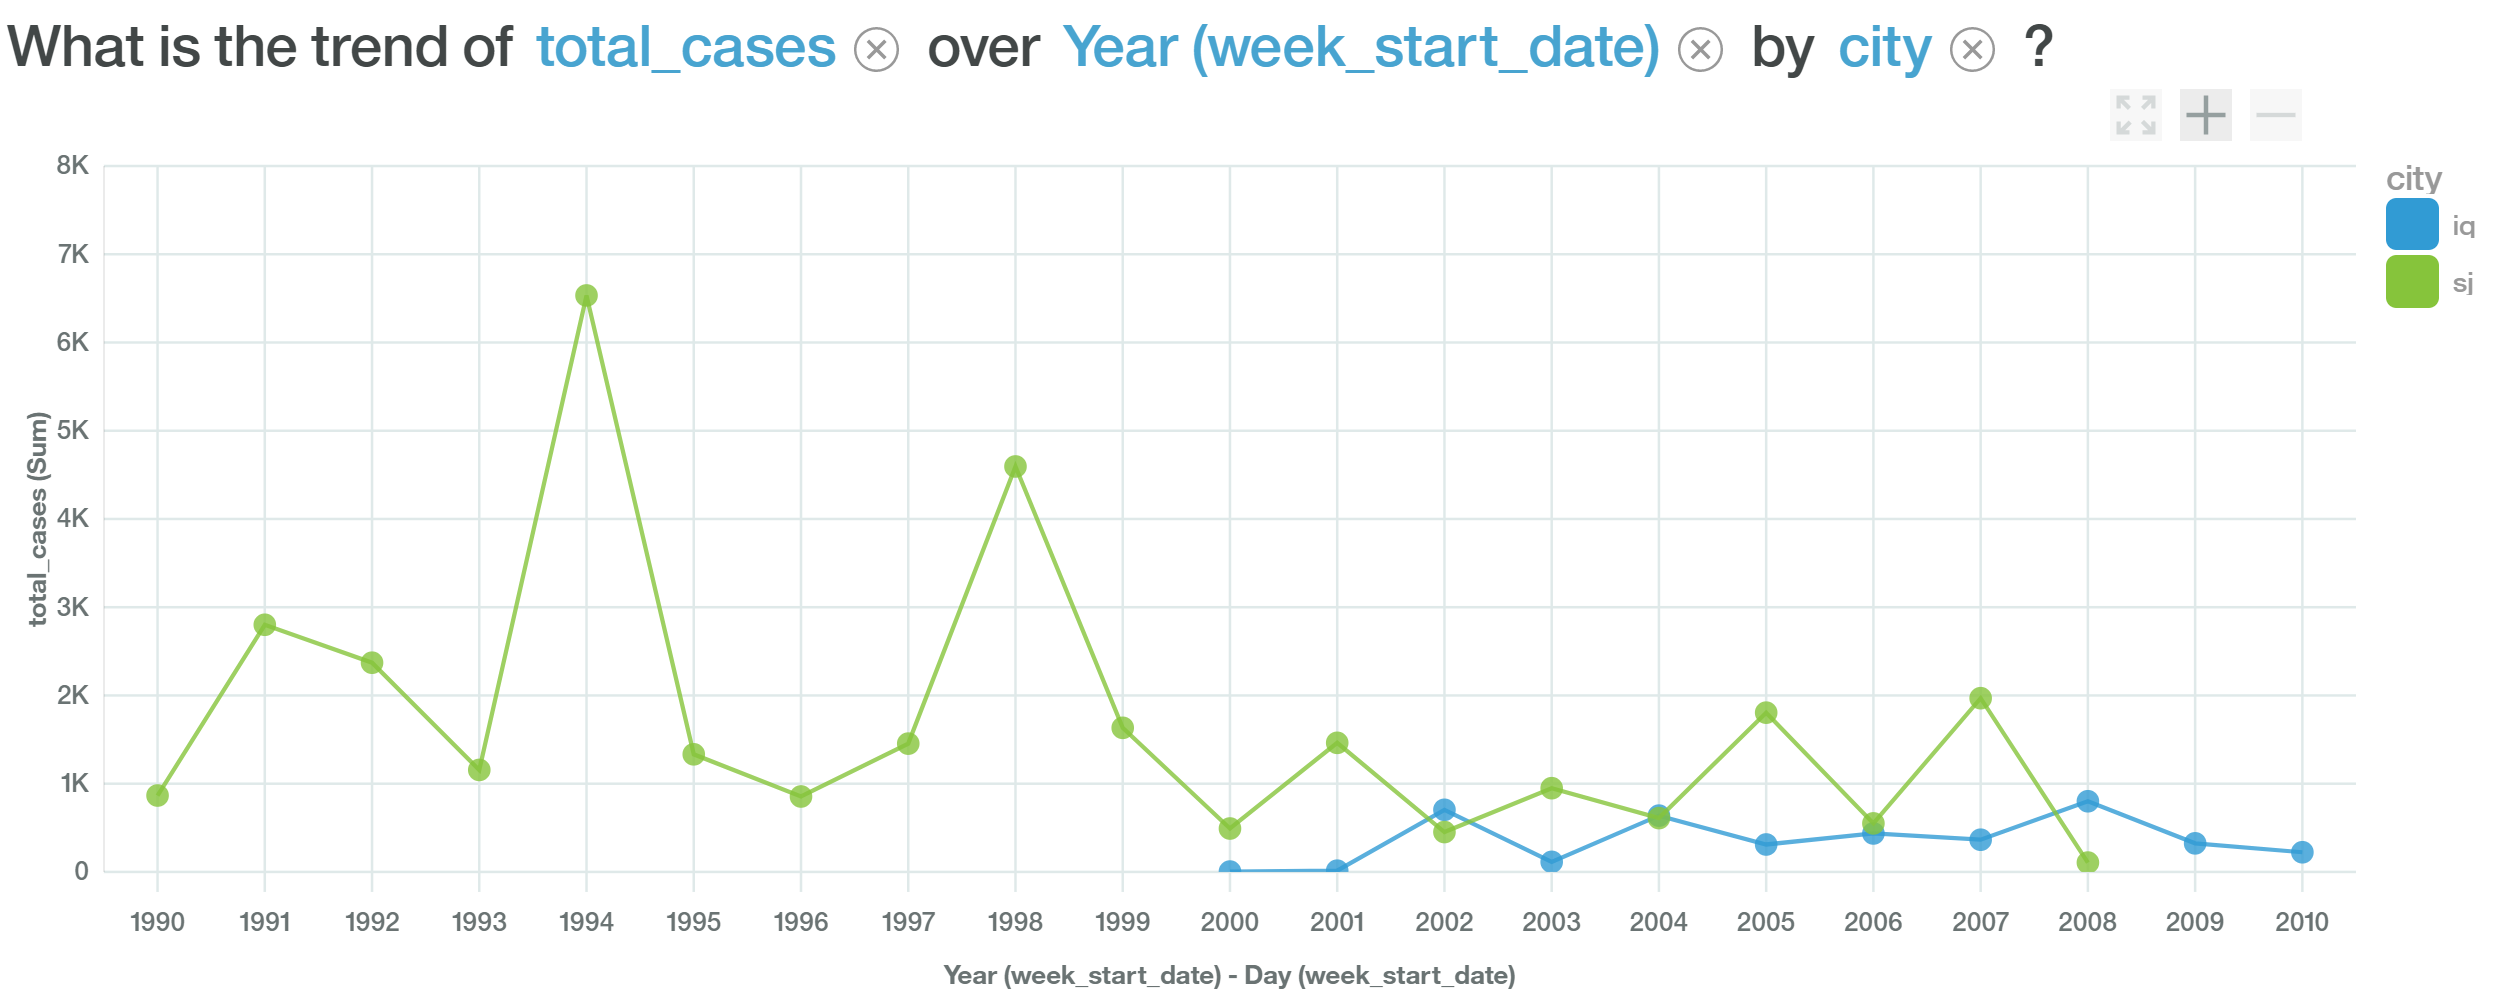 What is the trend of total_cases over Year (week_start_date) by city ?
8K
7K
6K
5K
4K
3K
2K
1K
0
total_cases (Sum)
1990 1991 1992 1993 1994 1995 1996 1997 1998 1999 2000 2001 2002 2003 2004 2005 2006 2007 2008 2009 2010
Year (week_start_date) - Day (week_start_date)
city
iq
sj